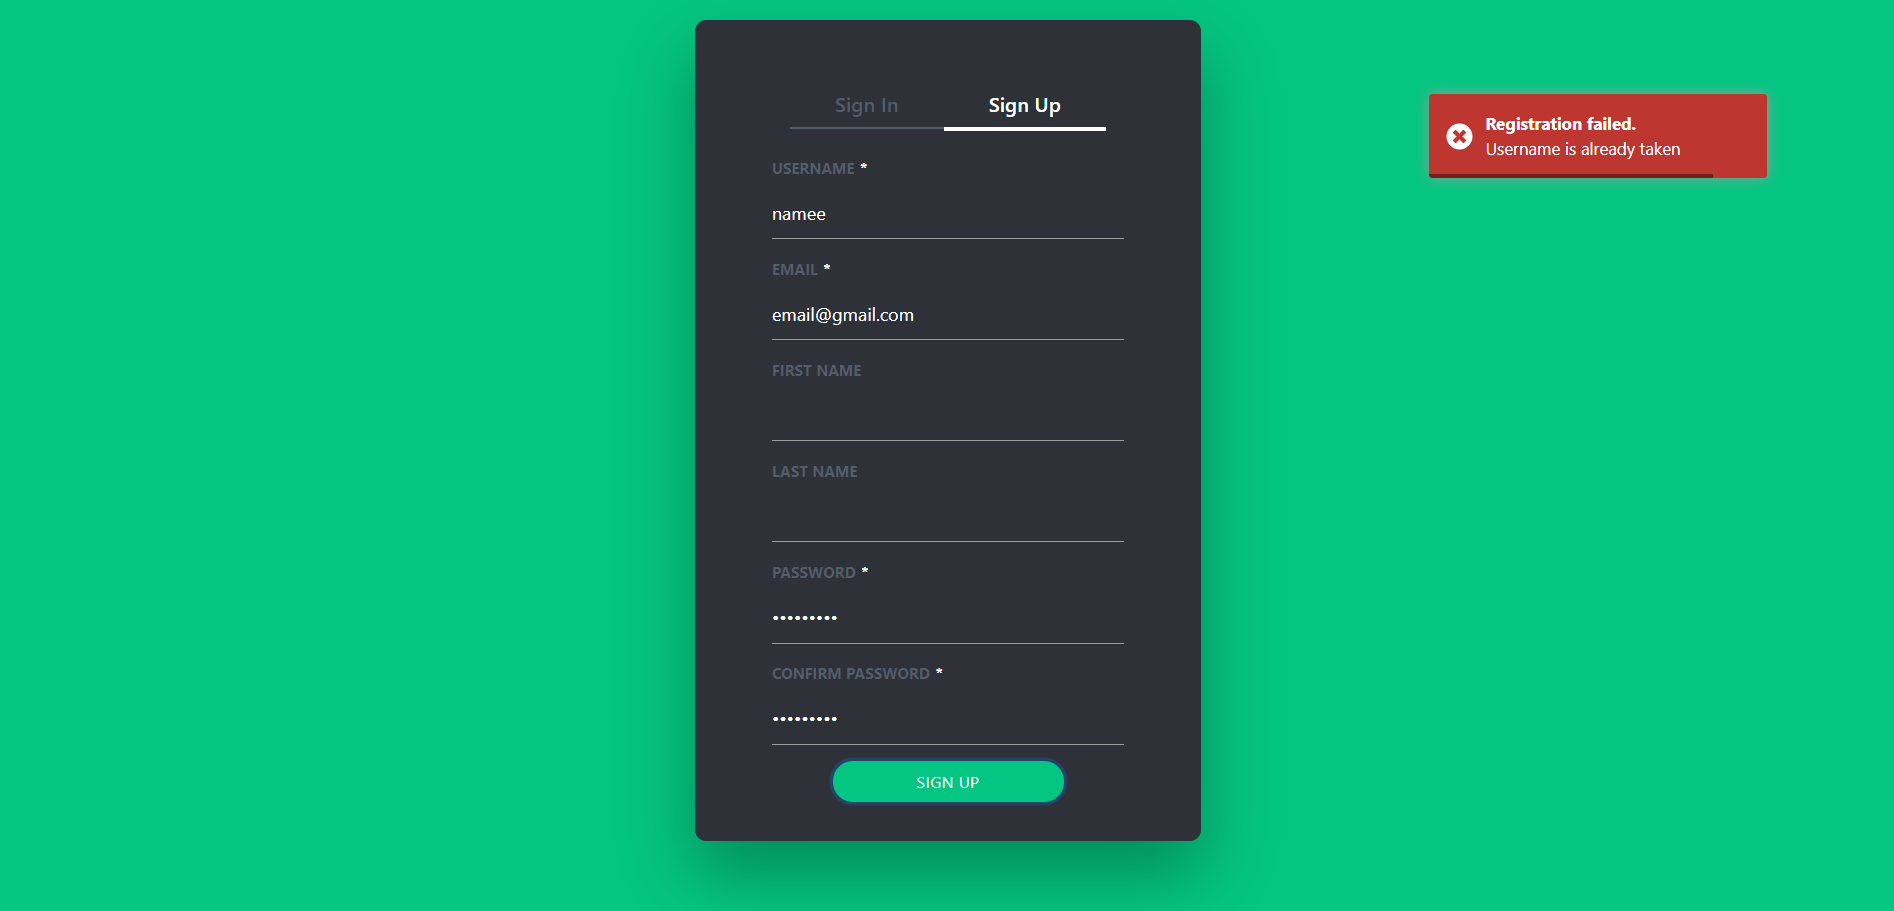 Sign In
Sign Up
Registration failed.
Username is already taken
USERNAME *
namee
EMAIL *
email@gmail.com
FIRST NAME
LAST NAME
PASSWORD *
•••••••••
CONFIRM PASSWORD *
•••••••••
SIGN UP